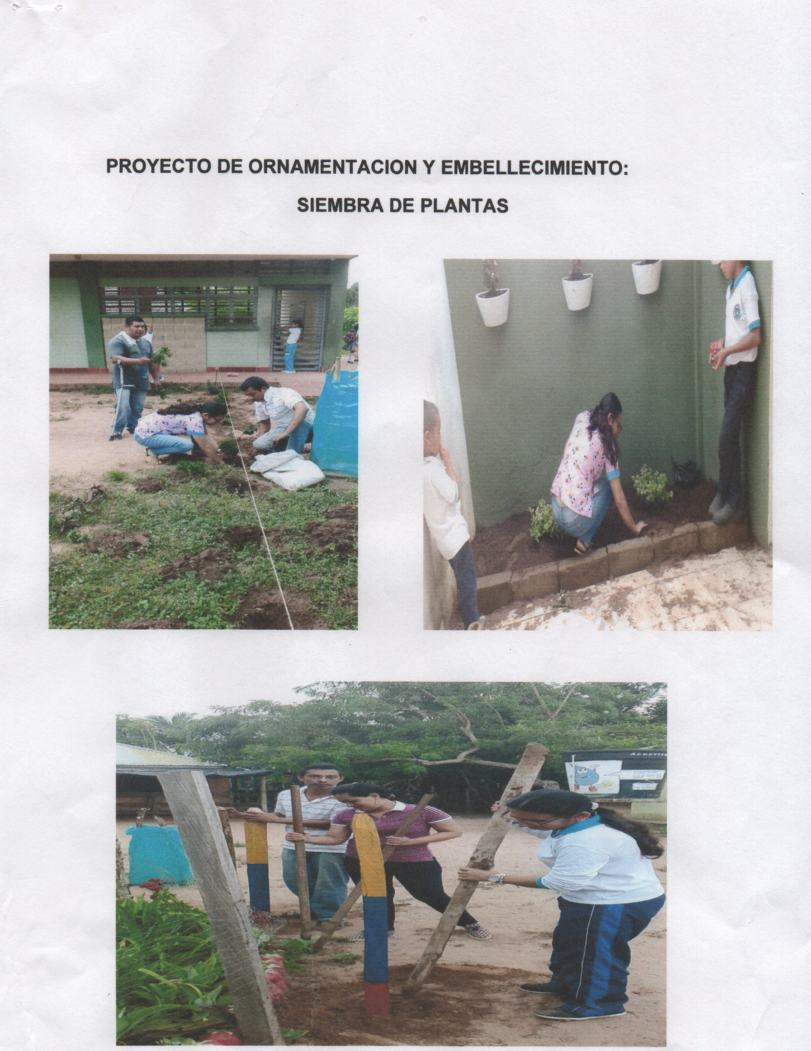 PROYECTO DE ORNAMENTACION Y EMBELLECIMIENTO:
SIEMBRA DE PLANTAS